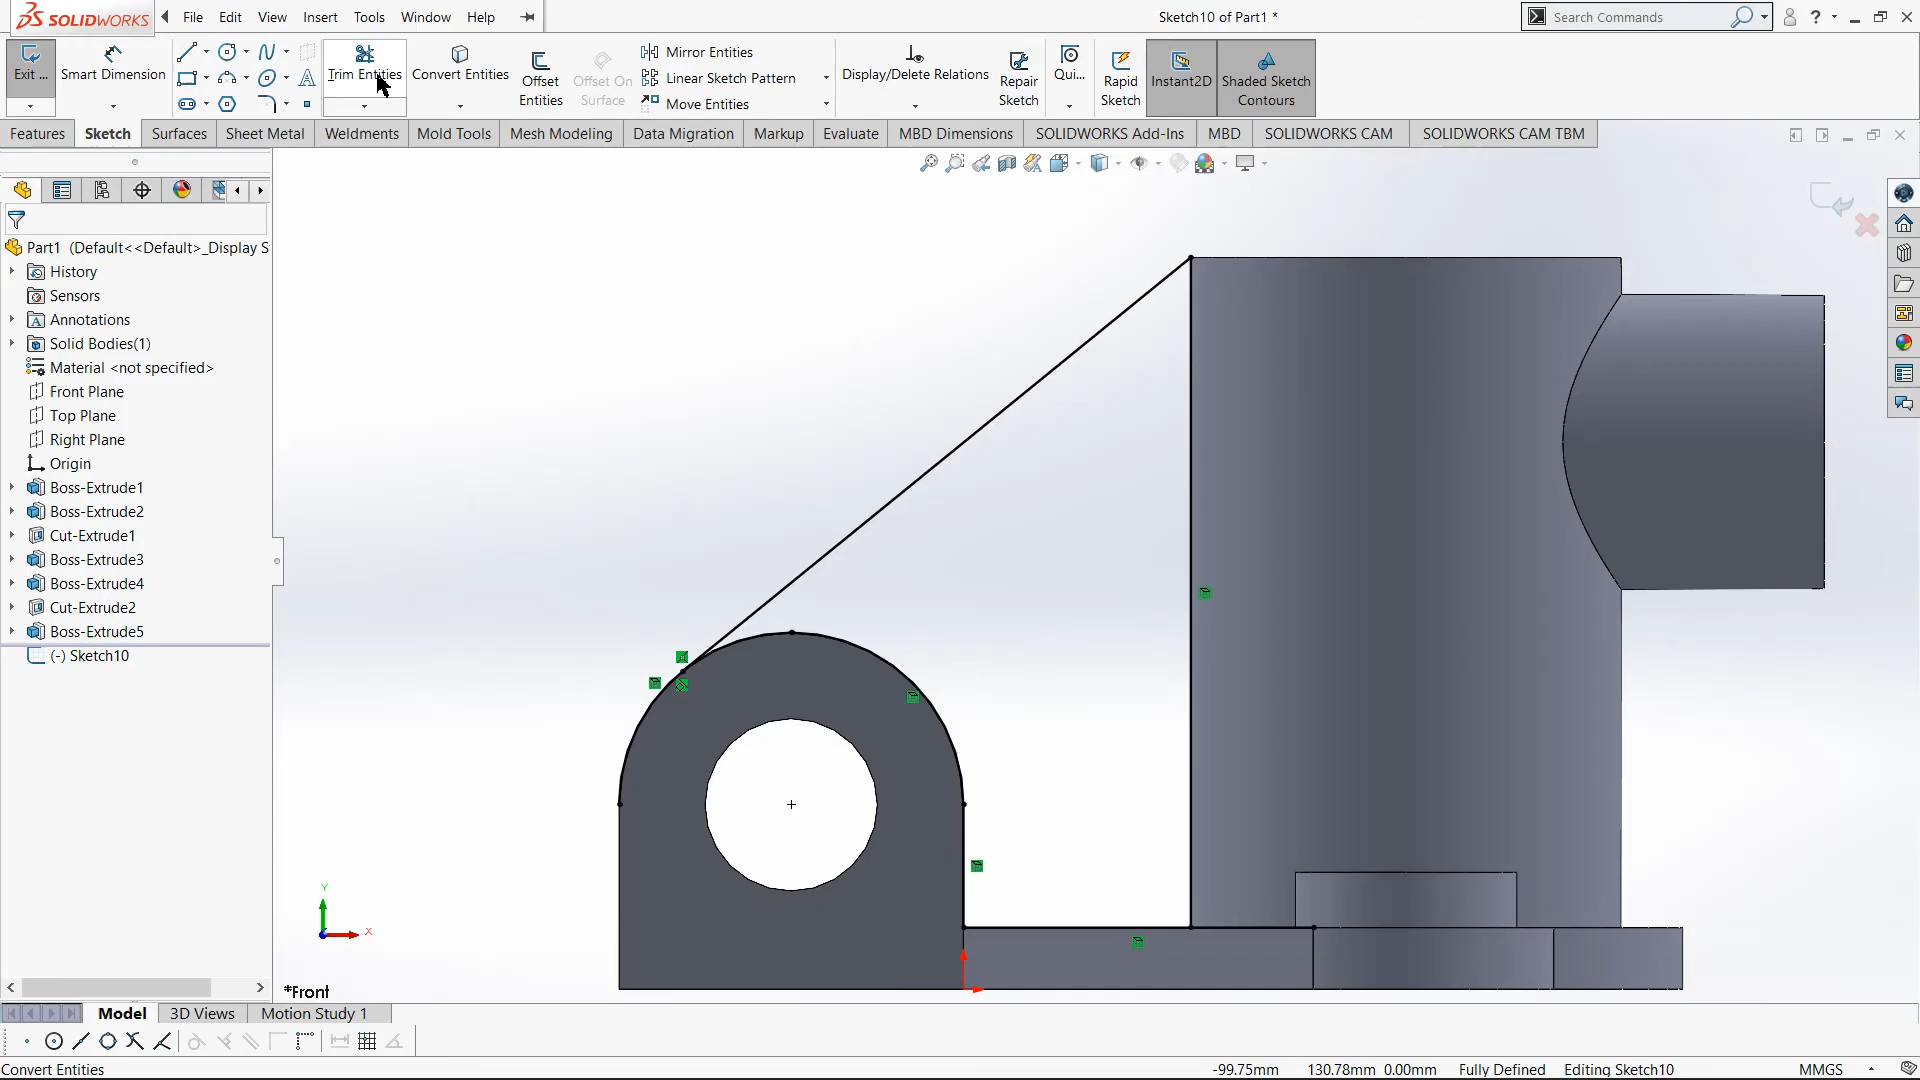 SOLIDWORKS
File Edit View Insert Tools Window Help
Sketch10 of Part1 *
Search Commands
?
Exit ...
Smart Dimension
Trim Entities
Convert Entities
Offset Entities
Offset On Surface
Mirror Entities
Linear Sketch Pattern
Move Entities
Display/Delete Relations
Repair Sketch
Qui...
Rapid Sketch
Instant2D
Shaded Sketch Contours
Features Sketch Surfaces Sheet Metal Weldments Mold Tools Mesh Modeling Data Migration Markup Evaluate MBD Dimensions SOLIDWORKS Add-Ins MBD SOLIDWORKS CAM SOLIDWORKS CAM TBM
Part1 (Default<<Default>_Display S
History
Sensors
Annotations
Solid Bodies(1)
Material <not specified>
Front Plane
Top Plane
Right Plane
Origin
Boss-Extrude1
Boss-Extrude2
Cut-Extrude1
Boss-Extrude3
Boss-Extrude4
Cut-Extrude2
Boss-Extrude5
(-) Sketch10
Y
X
*Front
Model 3D Views Motion Study 1
Convert Entities
-99.75mm 130.78mm 0.00mm Fully Defined Editing Sketch10 MMGS